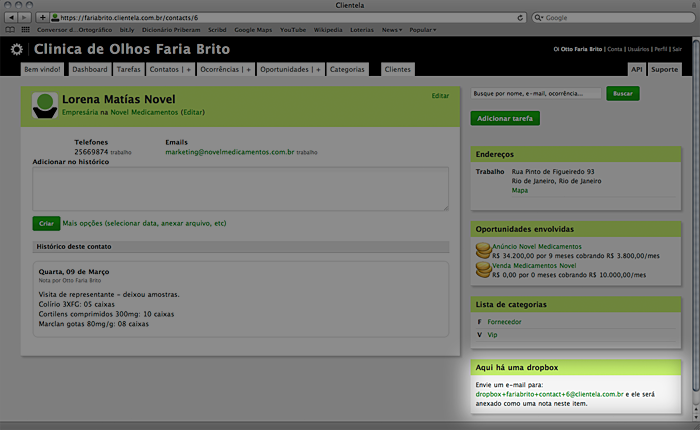 Clientela
https://fariabrito.clientela.com.br/contacts/6
Google
Conversor d..Ortográfico bit.ly Dicionário Priberam Google Maps YouTube Wikipedia Loterias News Popular
Clinica de Olhos Faria Brito
Oi Otto Faria Brito | Conta | Usuários | Perfil | Sair
Bem vindo! Dashboard Tarefas Contatos | + Ocorrências | + Oportunidades | + Categorias Clientes API Suporte
Lorena Matías Novel
Editar
Empresária na Novel Medicamentos (Editar)
Telefones
25669874 trabalho
Emails
marketing@novelmedicamentos.com.br trabalho
Adicionar no histórico
Criar Mais opções (selecionar data, anexar arquivo, etc)
Histórico deste contato
Quarta, 09 de Março
Nota por Otto Faria Brito
Visita de representante - deixou amostras.
Colírio 3XFG: 05 caixas
Cortilens comprimidos 300mg: 10 caixas
Marclan gotas 80mg/g: 08 caixas
Busque por nome, e-mail, ocorrência... Buscar
Adicionar tarefa
Endereços
Trabalho Rua Pinto de Figueiredo 93
Rio de Janeiro, Rio de Janeiro
Mapa
Oportunidades envolvidas
Anúncio Novel Medicamentos
R$ 34.200,00 por 9 meses cobrando R$ 3.800,00/mes
Venda Medicamentos Novel
R$ 0,00 por 0 meses cobrando R$ 10.000,00/mes
Lista de categorias
F Fornecedor
V Vip
Aqui há uma dropbox
Envie um e-mail para:
dropbox+fariabrito+contact+6@clientela.com.br e ele será
anexado como uma nota neste item.